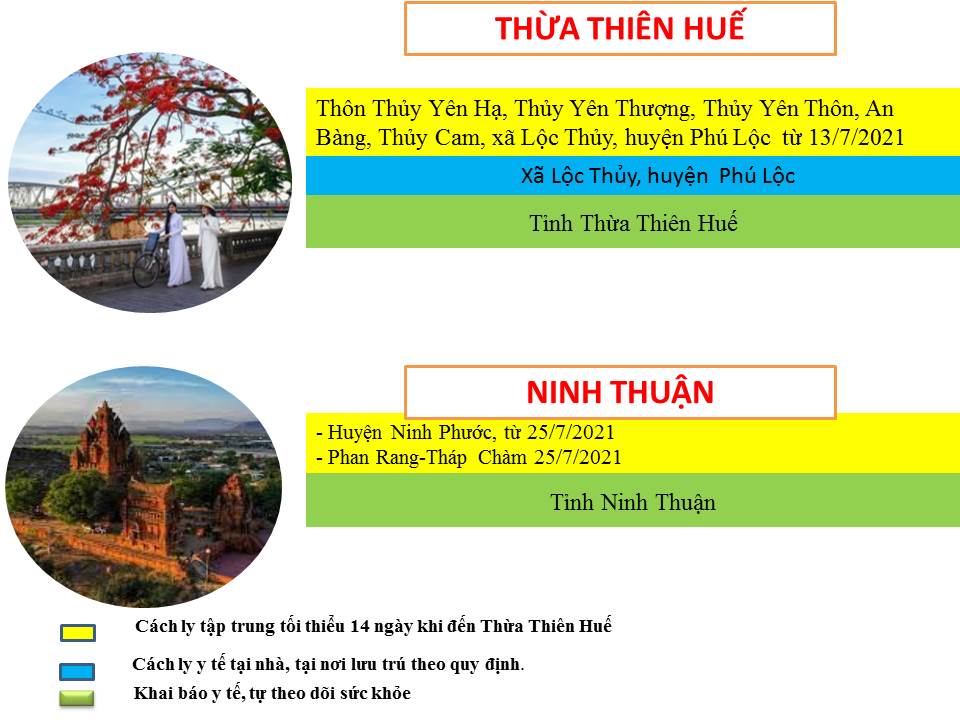 THỪA THIÊN HUẾ
Thôn Thủy Yên Hạ, Thủy Yên Thượng, Thủy Yên Thôn, An
Bàng, Thủy Cam, xã Lộc Thủy, huyện Phú Lộc từ 13/7/2021
Xã Lộc Thủy, huyện Phú Lộc
Tỉnh Thừa Thiên Huế
NINH THUẬN
- Huyện Ninh Phước, từ 25/7/2021
- Phan Rang-Tháp Chàm 25/7/2021
Tỉnh Ninh Thuận
Cách ly tập trung tối thiểu 14 ngày khi đến Thừa Thiên Huế
Cách ly y tế tại nhà, tại nơi lưu trú theo quy định.
Khai báo y tế, tự theo dõi sức khỏe